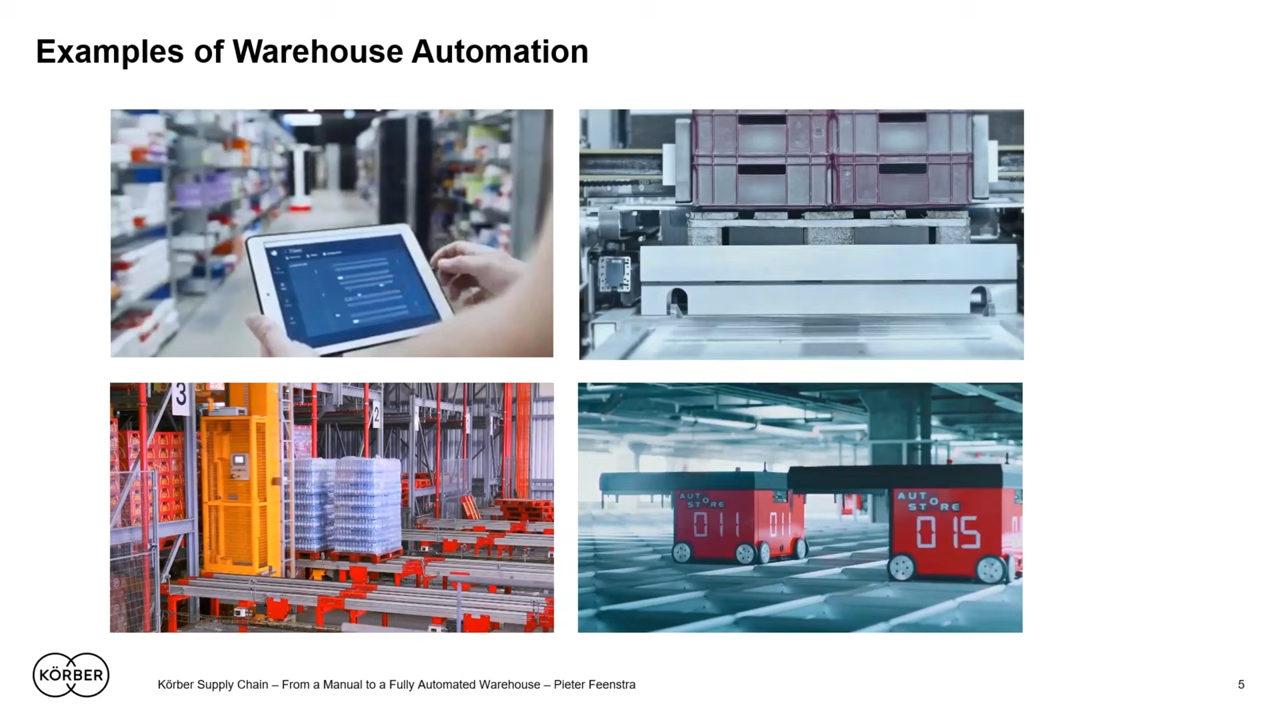 Examples of Warehouse Automation
3
2
AUTO
STORE
011
011
AUTO
STORE
015
KÖRBER
Körber Supply Chain – From a Manual to a Fully Automated Warehouse – Pieter Feenstra
5